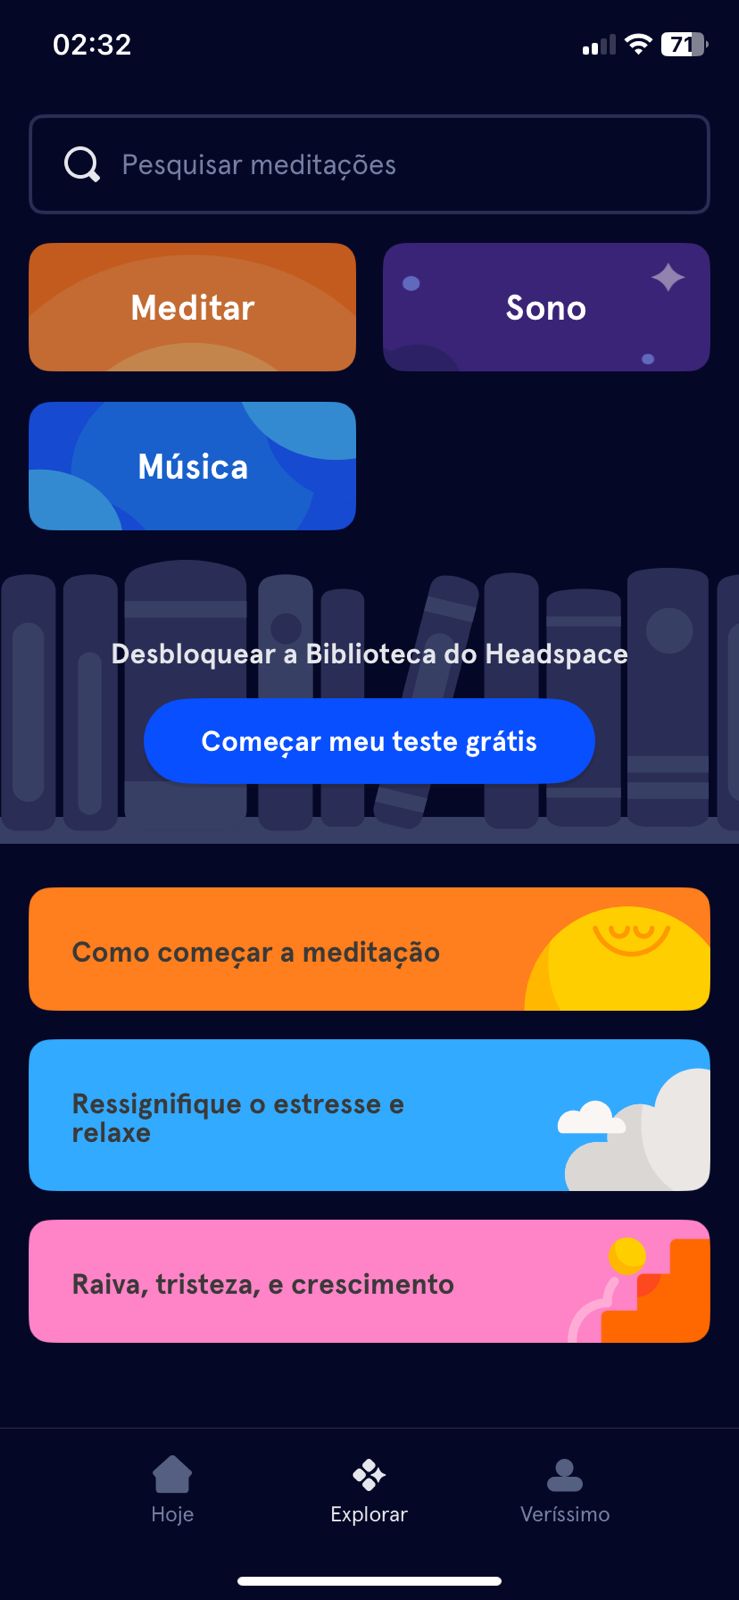 02:32
71
Pesquisar meditações
Meditar
Sono
Música
Desbloquear a Biblioteca do Headspace
Começar meu teste grátis
Como começar a meditação
Ressignifique o estresse e
relaxe
Raiva, tristeza, e crescimento
Hoje
Explorar
Veríssimo